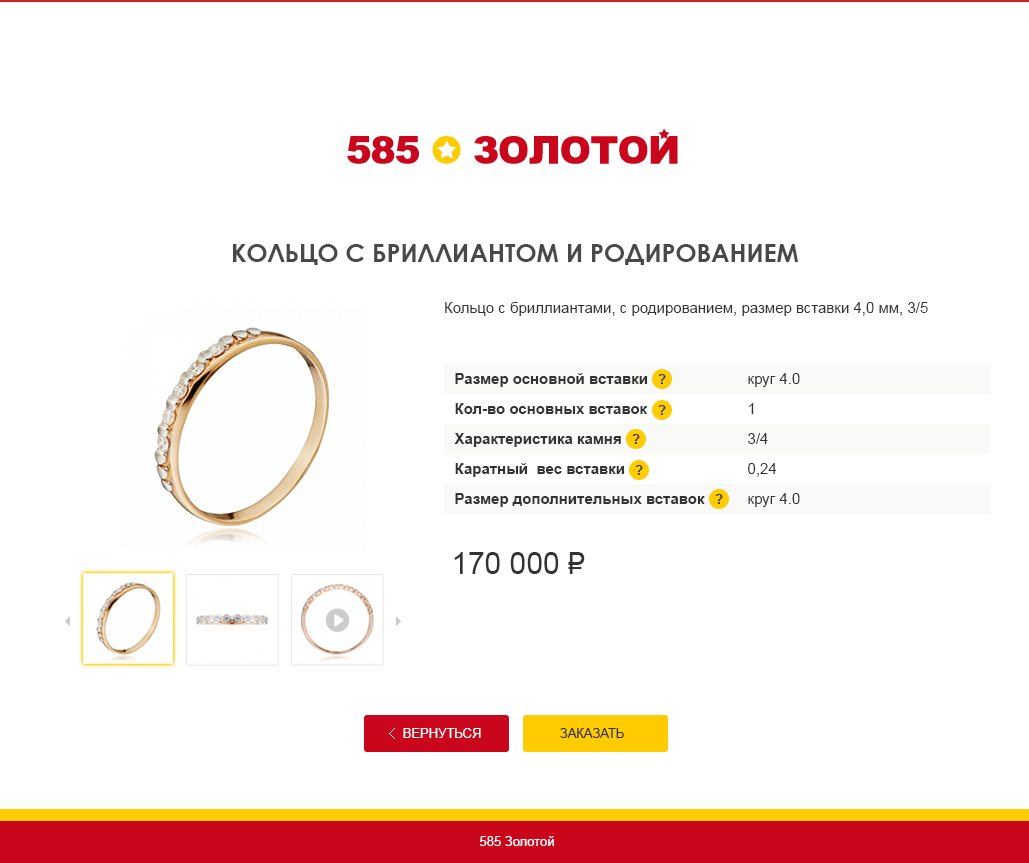 585 ЗОЛОТОЙ
КОЛЬЦО С БРИЛЛИАНТОМ И РОДИРОВАНИЕМ
Кольцо с бриллиантами, с родированием, размер вставки 4,0 мм, 3/5
Размер основной вставки ? круг 4.0
Кол-во основных вставок ? 1
Характеристика камня ? 3/4
Каратный вес вставки ? 0,24
Размер дополнительных вставок ? круг 4.0
170 000 ₽
ВЕРНУТЬСЯ ЗАКАЗАТЬ
585 Золотой